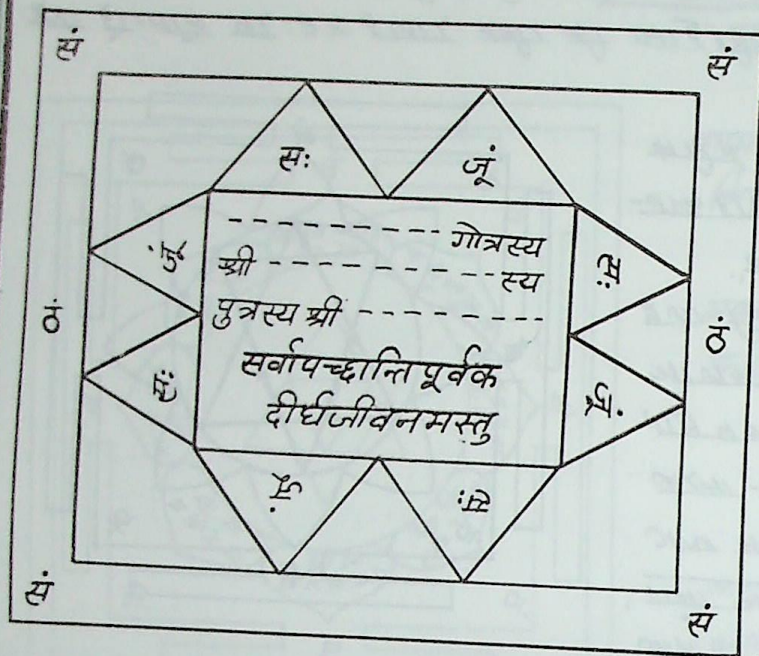 सं सं
सः जूं
---------- गोत्रस्य
श्री ---------- स्य
पुत्रस्य श्री --------
सर्वापच्छान्ति पूर्वक
दीर्घजीवनमस्तु
जूं सः
ठं ठं
सः जूं
जूं सः
सं सं